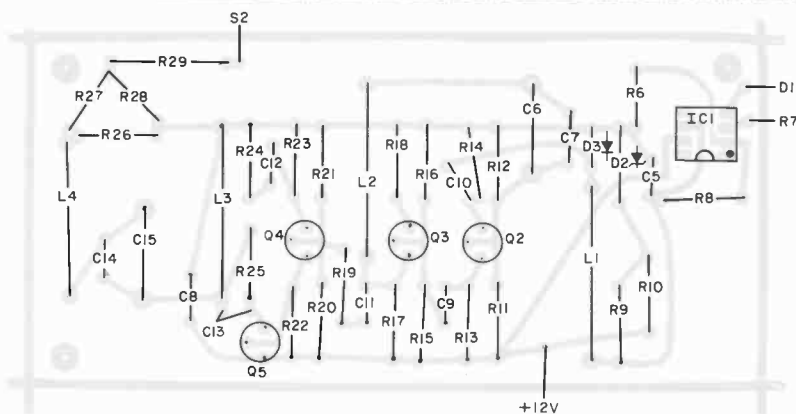 S2
R29
R27
R28
R26
L4
C14
C15
C8
L3
R24
C12
R23
R21
Q4
R25
C13
Q5
R22
R20
R19
L2
C11
R18
R16
R14
C10
R12
Q3
Q2
R17
R15
C9
R13
R11
C6
C7
D3
D2
C5
R6
IC1
D1
R7
R8
L1
R9
R10
+12V